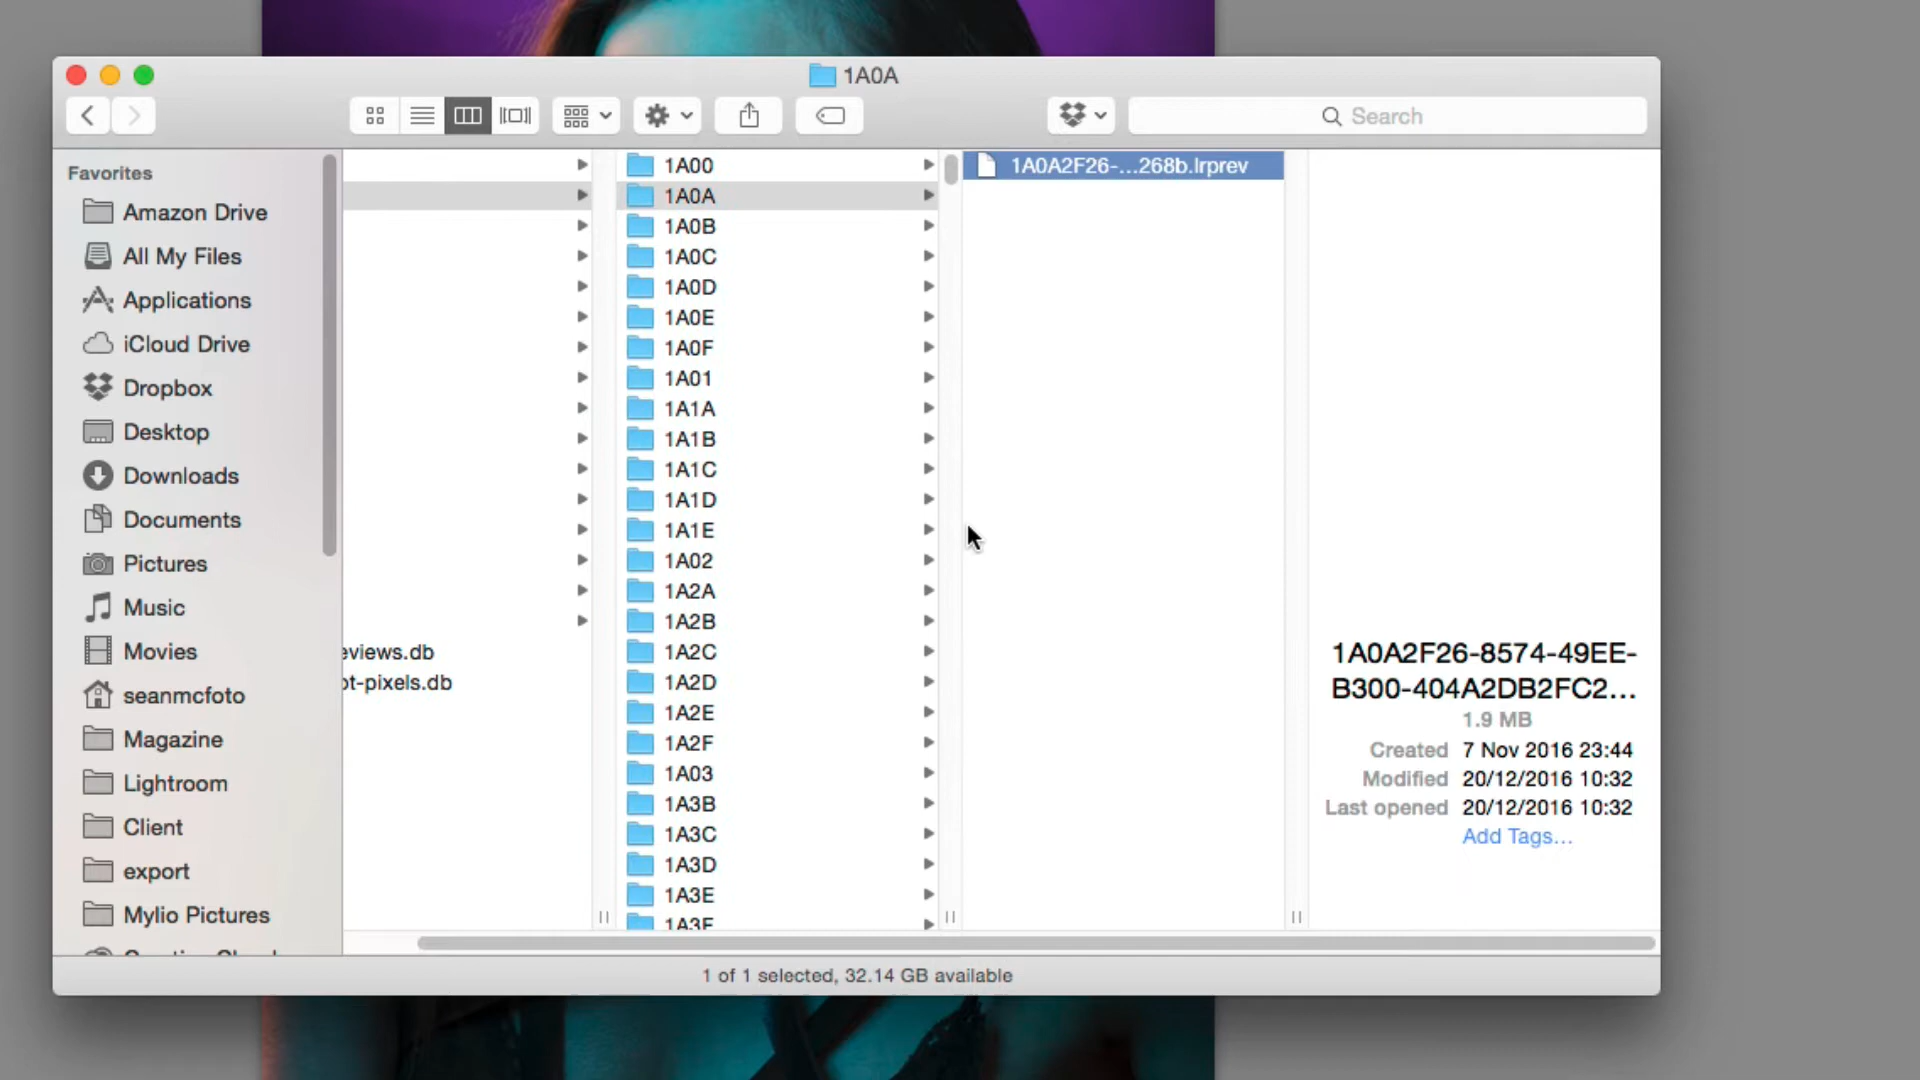 1A0A
Search
Favorites
Amazon Drive
All My Files
Applications
iCloud Drive
Dropbox
Desktop
Downloads
Documents
Pictures
Music
Movies
seanmcfoto
Magazine
Lightroom
Client
export
Mylio Pictures
eviews.db
ot-pixels.db
1A00
1A0A
1A0B
1A0C
1A0D
1A0E
1A0F
1A01
1A1A
1A1B
1A1C
1A1D
1A1E
1A02
1A2A
1A2B
1A2C
1A2D
1A2E
1A2F
1A03
1A3B
1A3C
1A3D
1A3E
1A3F
1A0A2F26-...268b.lrprev
1A0A2F26-8574-49EE-
B300-404A2DB2FC2...
1.9 MB
Created 7 Nov 2016 23:44
Modified 20/12/2016 10:32
Last opened 20/12/2016 10:32
Add Tags...
1 of 1 selected, 32.14 GB available